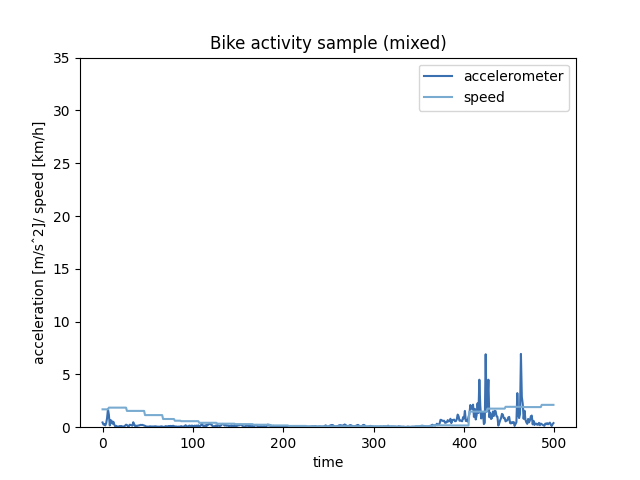 Bike activity sample (mixed)
accelerometer
speed
35
30
25
20
15
10
5
0
acceleration [m/sˆ2]/ speed [km/h]
0 100 200 300 400 500
time